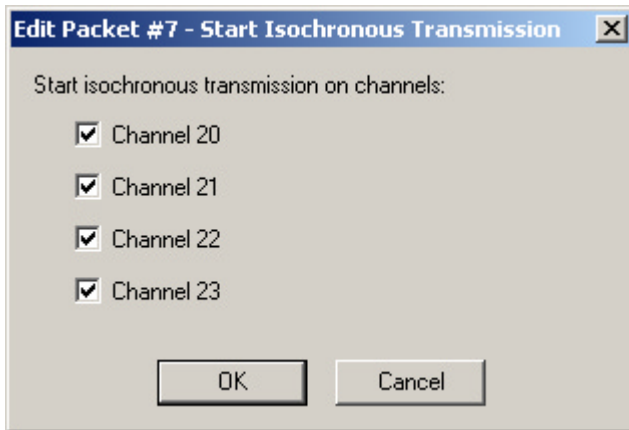 Edit Packet #7 - Start Isochronous Transmission
Start isochronous transmission on channels:
Channel 20
Channel 21
Channel 22
Channel 23
OK
Cancel